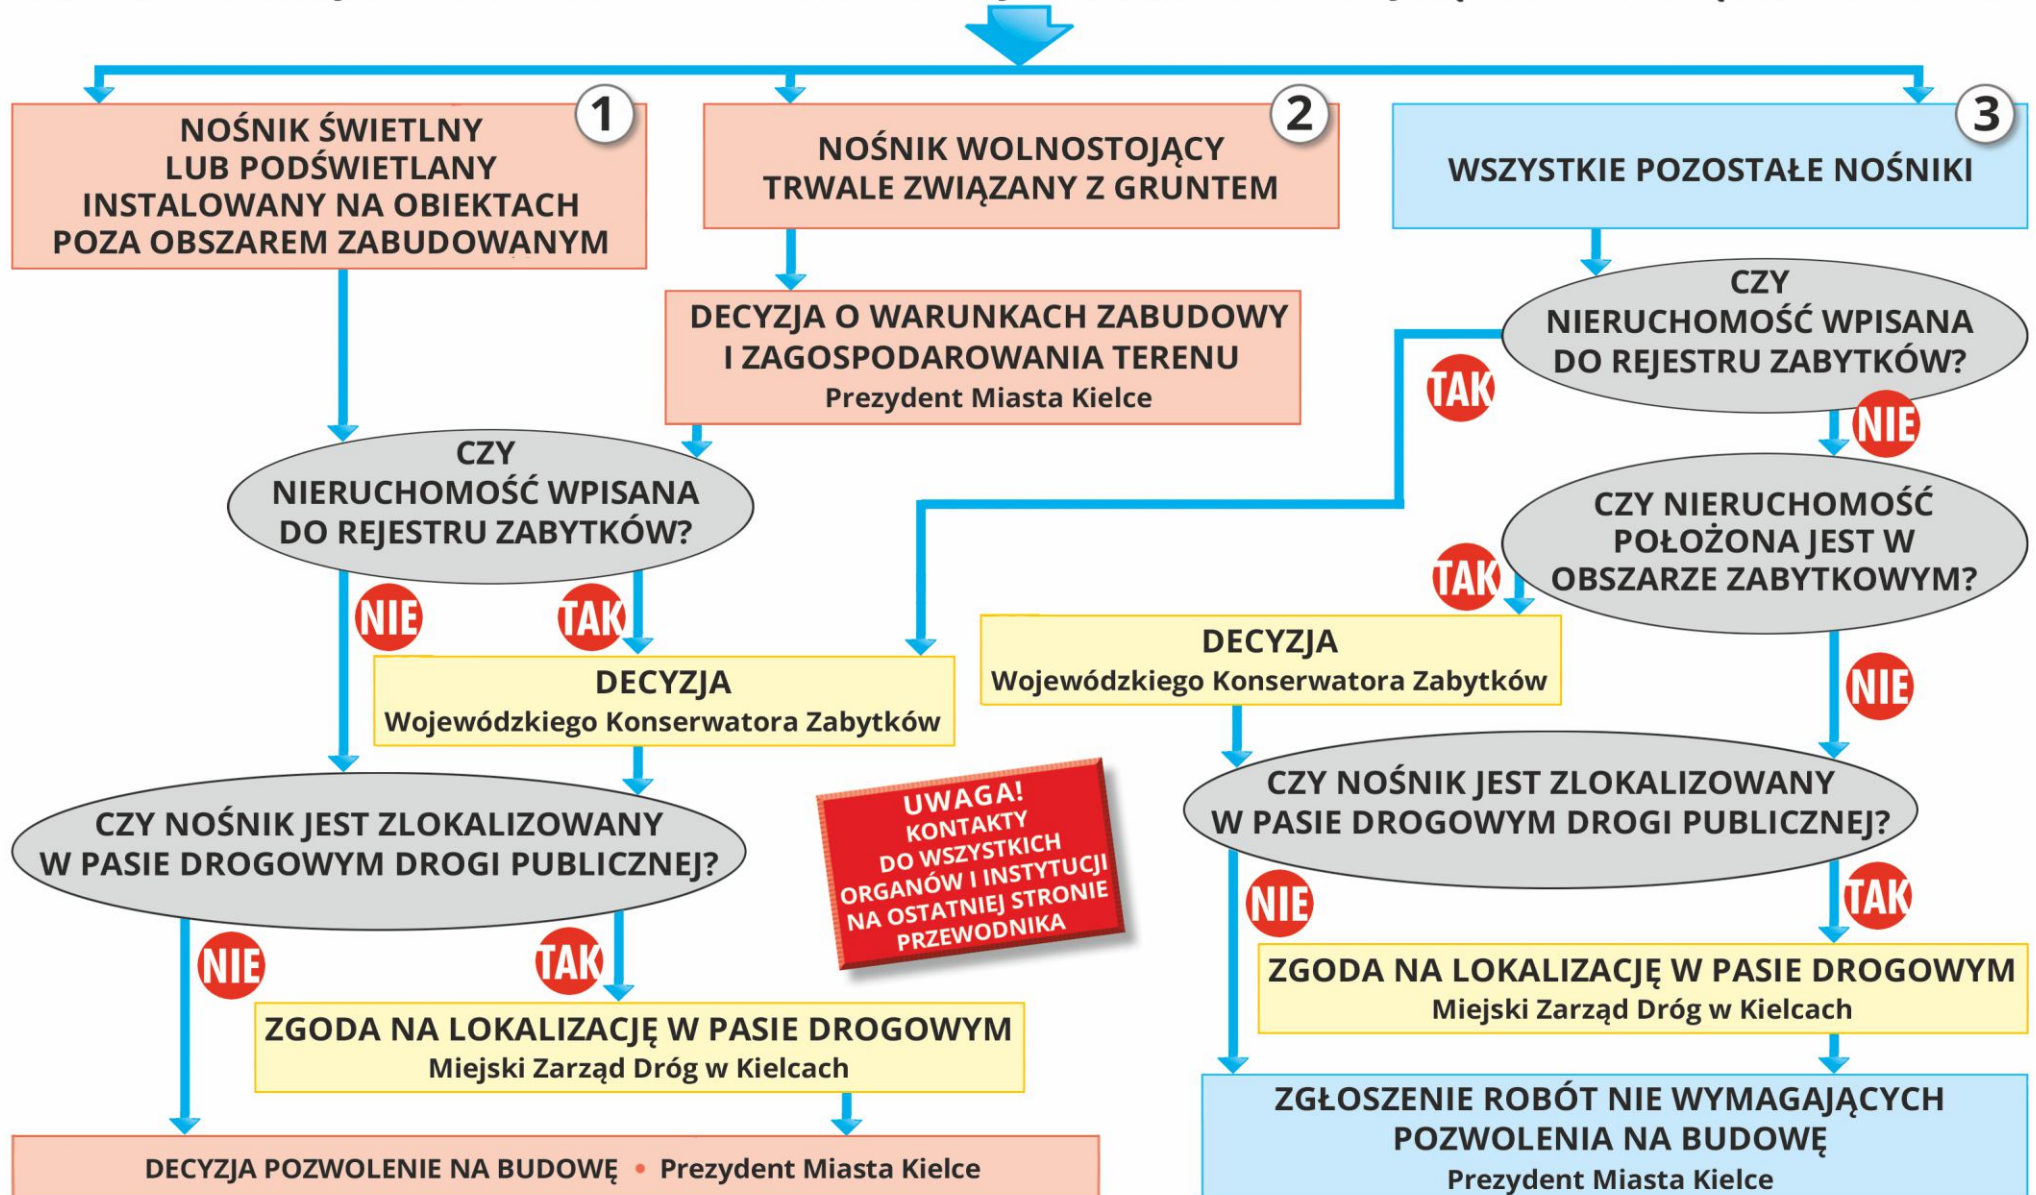 1
NOŚNIK ŚWIETLNY
LUB PODŚWIETLANY
INSTALOWANY NA OBIEKTACH
POZA OBSZAREM ZABUDOWANYM
2
NOŚNIK WOLNOSTOJĄCY
TRWALE ZWIĄZANY Z GRUNTEM
3
WSZYSTKIE POZOSTAŁE NOŚNIKI
DECYZJA O WARUNKACH ZABUDOWY
I ZAGOSPODAROWANIA TERENU
Prezydent Miasta Kielce
CZY
NIERUCHOMOŚĆ WPISANA
DO REJESTRU ZABYTKÓW?
TAK
NIE
CZY
NIERUCHOMOŚĆ WPISANA
DO REJESTRU ZABYTKÓW?
NIE
TAK
CZY NIERUCHOMOŚĆ
POŁOŻONA JEST W
OBSZARZE ZABYTKOWYM?
TAK
NIE
DECYZJA
Wojewódzkiego Konserwatora Zabytków
DECYZJA
Wojewódzkiego Konserwatora Zabytków
CZY NOŚNIK JEST ZLOKALIZOWANY
W PASIE DROGOWYM DROGI PUBLICZNEJ?
UWAGA!
KONTAKTY
DO WSZYSTKICH
ORGANÓW I INSTYTUCJI
NA OSTATNIEJ STRONIE
PRZEWODNIKA
CZY NOŚNIK JEST ZLOKALIZOWANY
W PASIE DROGOWYM DROGI PUBLICZNEJ?
NIE
TAK
NIE
TAK
ZGODA NA LOKALIZACJĘ W PASIE DROGOWYM
Miejski Zarząd Dróg w Kielcach
ZGODA NA LOKALIZACJĘ W PASIE DROGOWYM
Miejski Zarząd Dróg w Kielcach
DECYZJA POZWOLENIE NA BUDOWĘ • Prezydent Miasta Kielce
ZGŁOSZENIE ROBÓT NIE WYMAGAJĄCYCH
POZWOLENIA NA BUDOWĘ
Prezydent Miasta Kielce